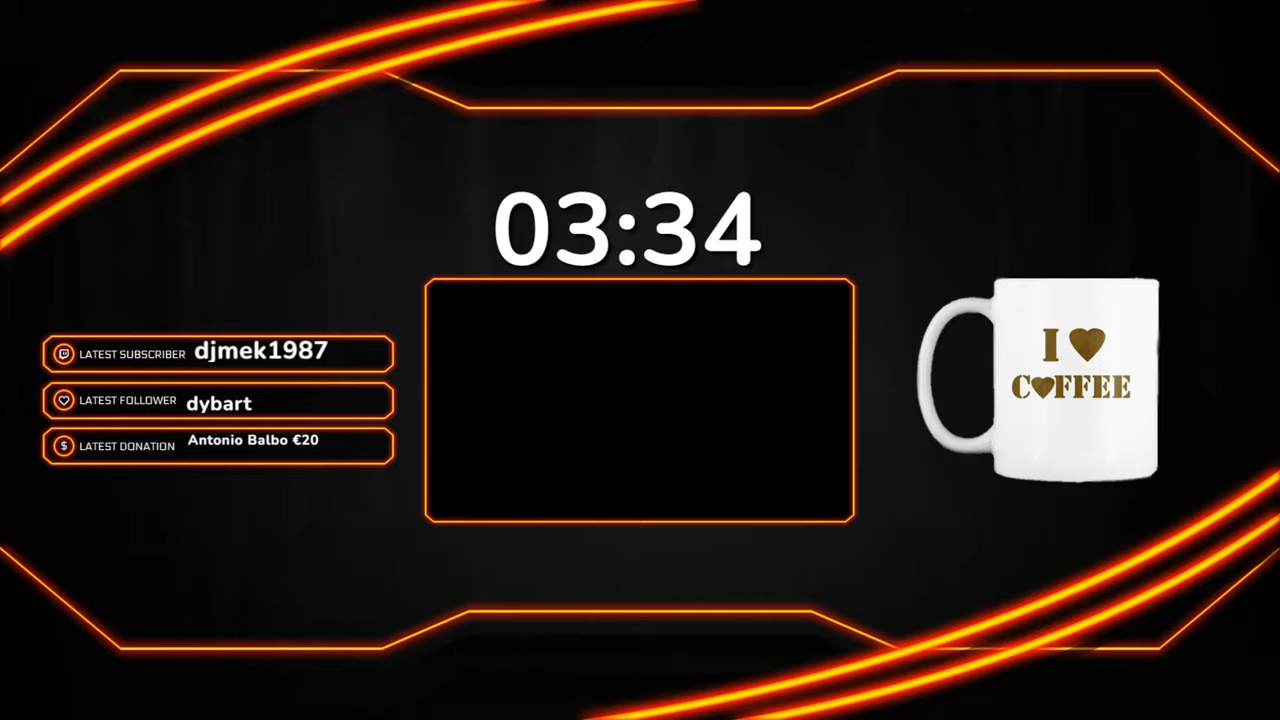 03:34
LATEST SUBSCRIBER djmek1987
LATEST FOLLOWER dybart
LATEST DONATION Antonio Balbo €20
I ♥
C♥FFEE